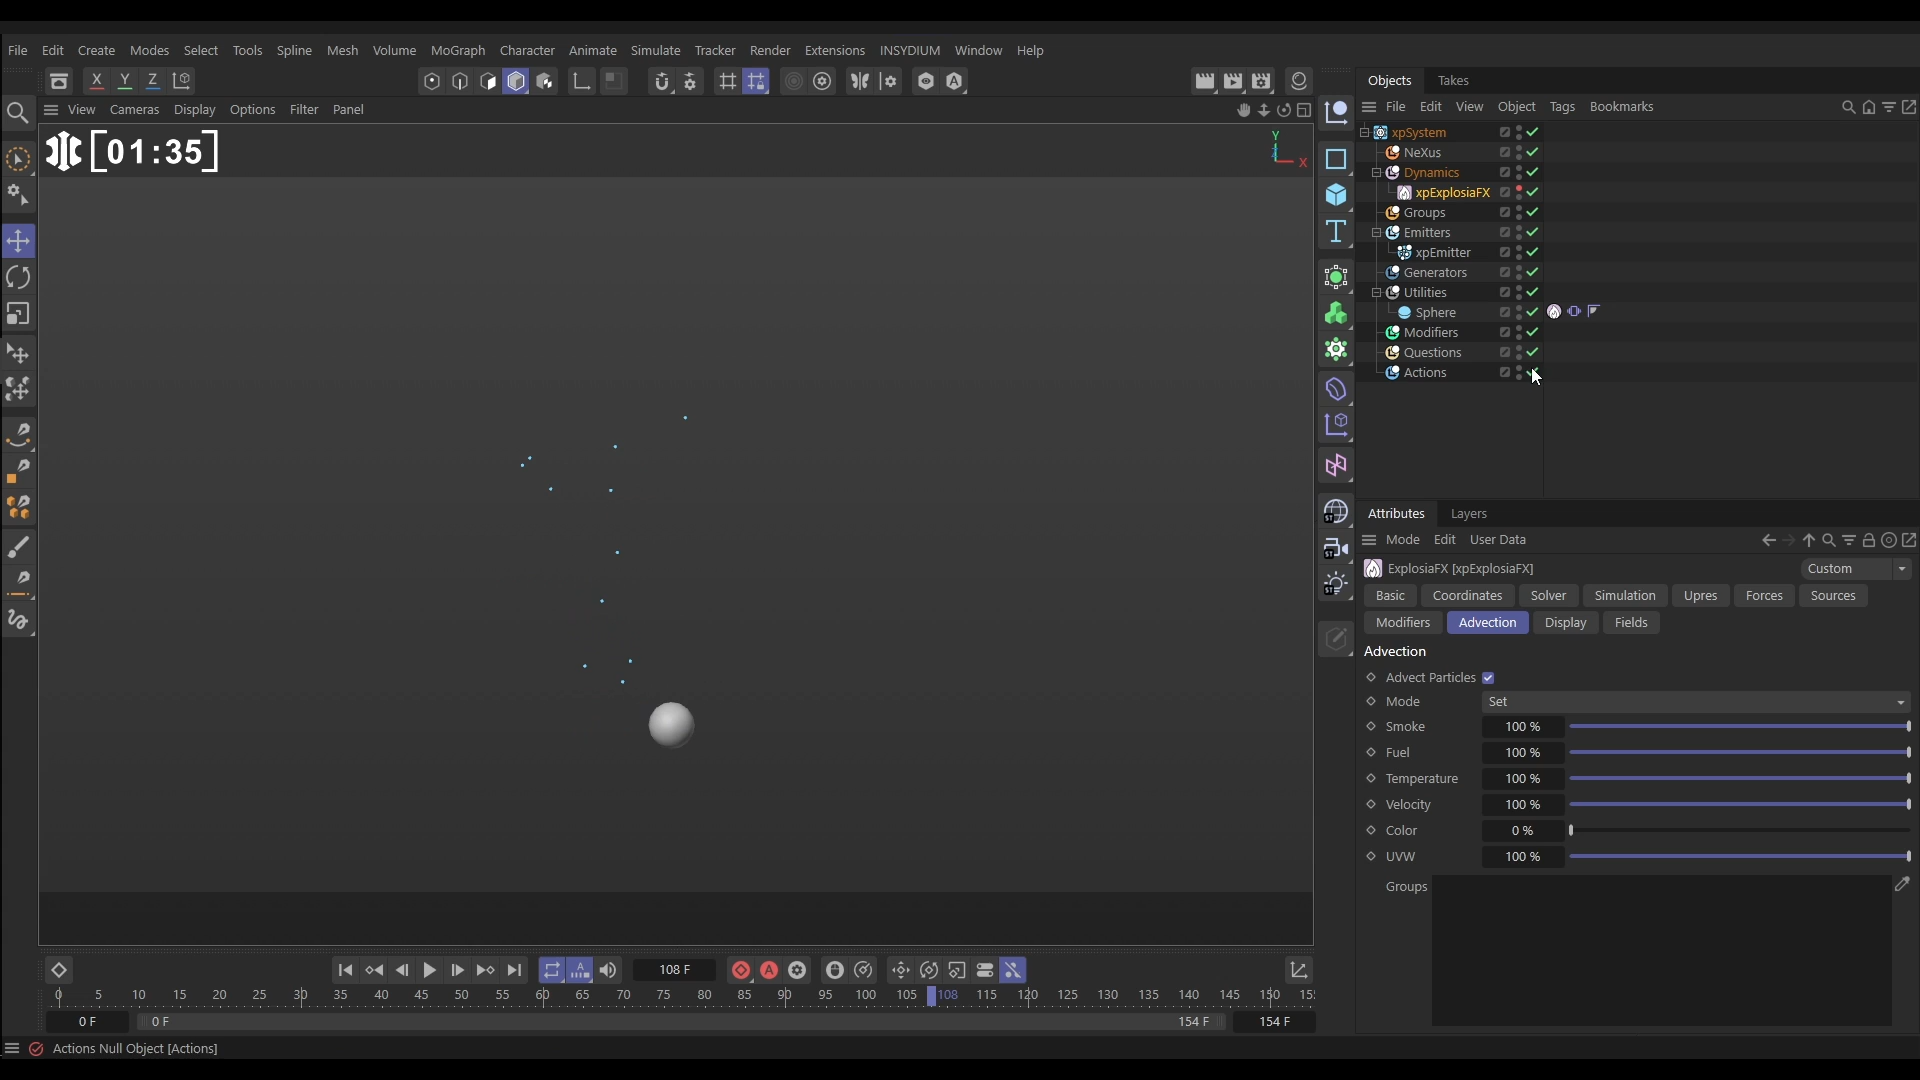 File Edit Create Modes Select Tools Spline Mesh Volume MoGraph Character Animate Simulate Tracker Render Extensions INSYDIUM Window Help
X Y Z
Objects Takes
View Cameras Display Options Filter Panel
File Edit View Object Tags Bookmarks
[01:35]
Y
Z X
xpSystem
NeXus
Dynamics
xpExplosiaFX
Groups
Emitters
xpEmitter
Generators
Utilities
Sphere
Modifiers
Questions
Actions
Attributes Layers
Mode Edit User Data
ExplosiaFX [xpExplosiaFX] Custom
Basic Coordinates Solver Simulation Upres Forces Sources
Modifiers Advection Display Fields
Advection
Advect Particles
Mode Set
Smoke 100 %
Fuel 100 %
Temperature 100 %
Velocity 100 %
Color 0 %
UVW 100 %
Groups
108 F
0 5 10 15 20 25 30 35 40 45 50 55 60 65 70 75 80 85 90 95 100 105 108 115 120 125 130 135 140 145 150
0 F 0 F 154 F 154 F
Actions Null Object [Actions]